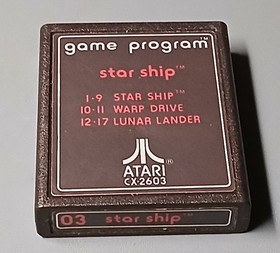 game program™
star ship™
1-9 STAR SHIP™
10-11 WARP DRIVE
12-17 LUNAR LANDER
ATARI®
CX-2603
03 star ship™